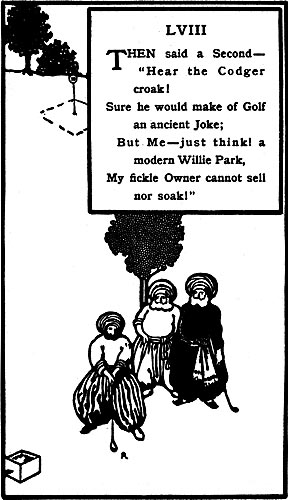 LVIII
THEN said a Second—
"Hear the Codger
croak!
Sure he would make of Golf
an ancient Joke;
But Me—just think! a
modern Willie Park,
My fickle Owner cannot sell
nor soak!"
R